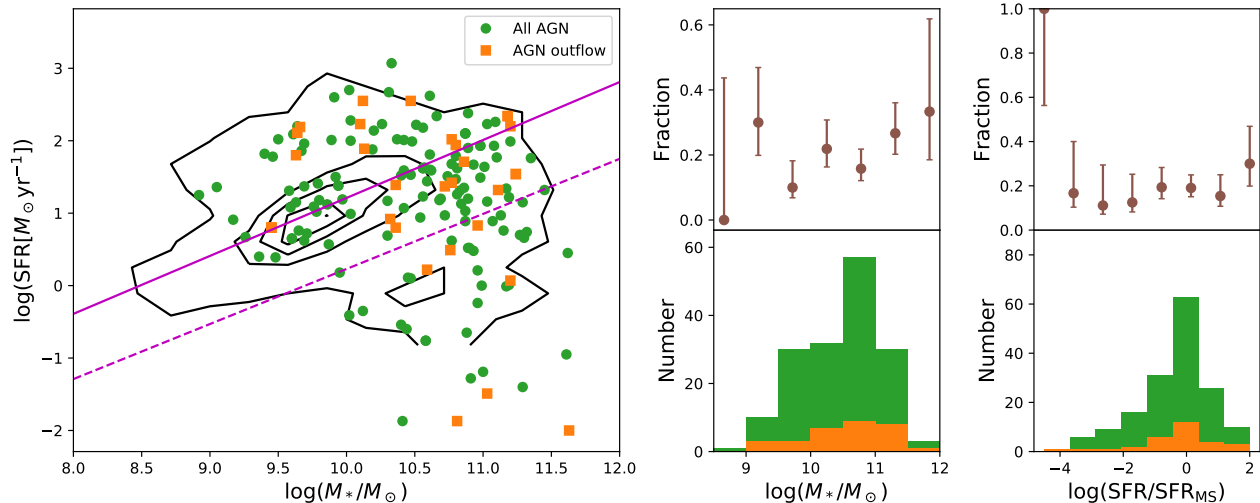 3
2
1
0
−1
−2
log(SFR[M⊙ yr⁻¹])
All AGN
AGN outflow
8.0 8.5 9.0 9.5 10.0 10.5 11.0 11.5 12.0
log(M*/M⊙)
0.6
0.4
0.2
0.0
Fraction
60
40
20
0
Number
9 10 11 12
log(M*/M⊙)
1.0
0.8
0.6
0.4
0.2
0.0
Fraction
80
60
40
20
0
Number
−4 −2 0 2
log(SFR/SFR_MS)